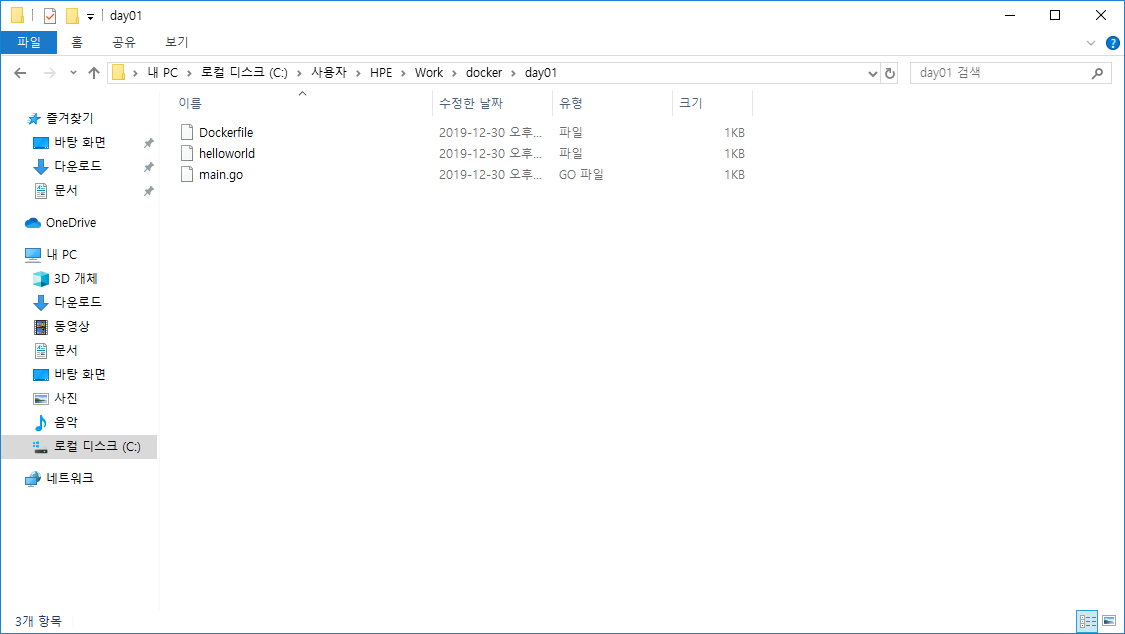 day01
파일 홈 공유 보기
내 PC 로컬 디스크 (C:) 사용자 HPE Work docker day01 day01 검색
이름 수정한 날짜 유형 크기
Dockerfile 2019-12-30 오후... 파일 1KB
helloworld 2019-12-30 오후... 파일 1KB
main.go 2019-12-30 오후... GO 파일 1KB
즐겨찾기
바탕 화면
다운로드
문서
OneDrive
내 PC
3D 개체
다운로드
동영상
문서
바탕 화면
사진
음악
로컬 디스크 (C:)
네트워크
3개 항목